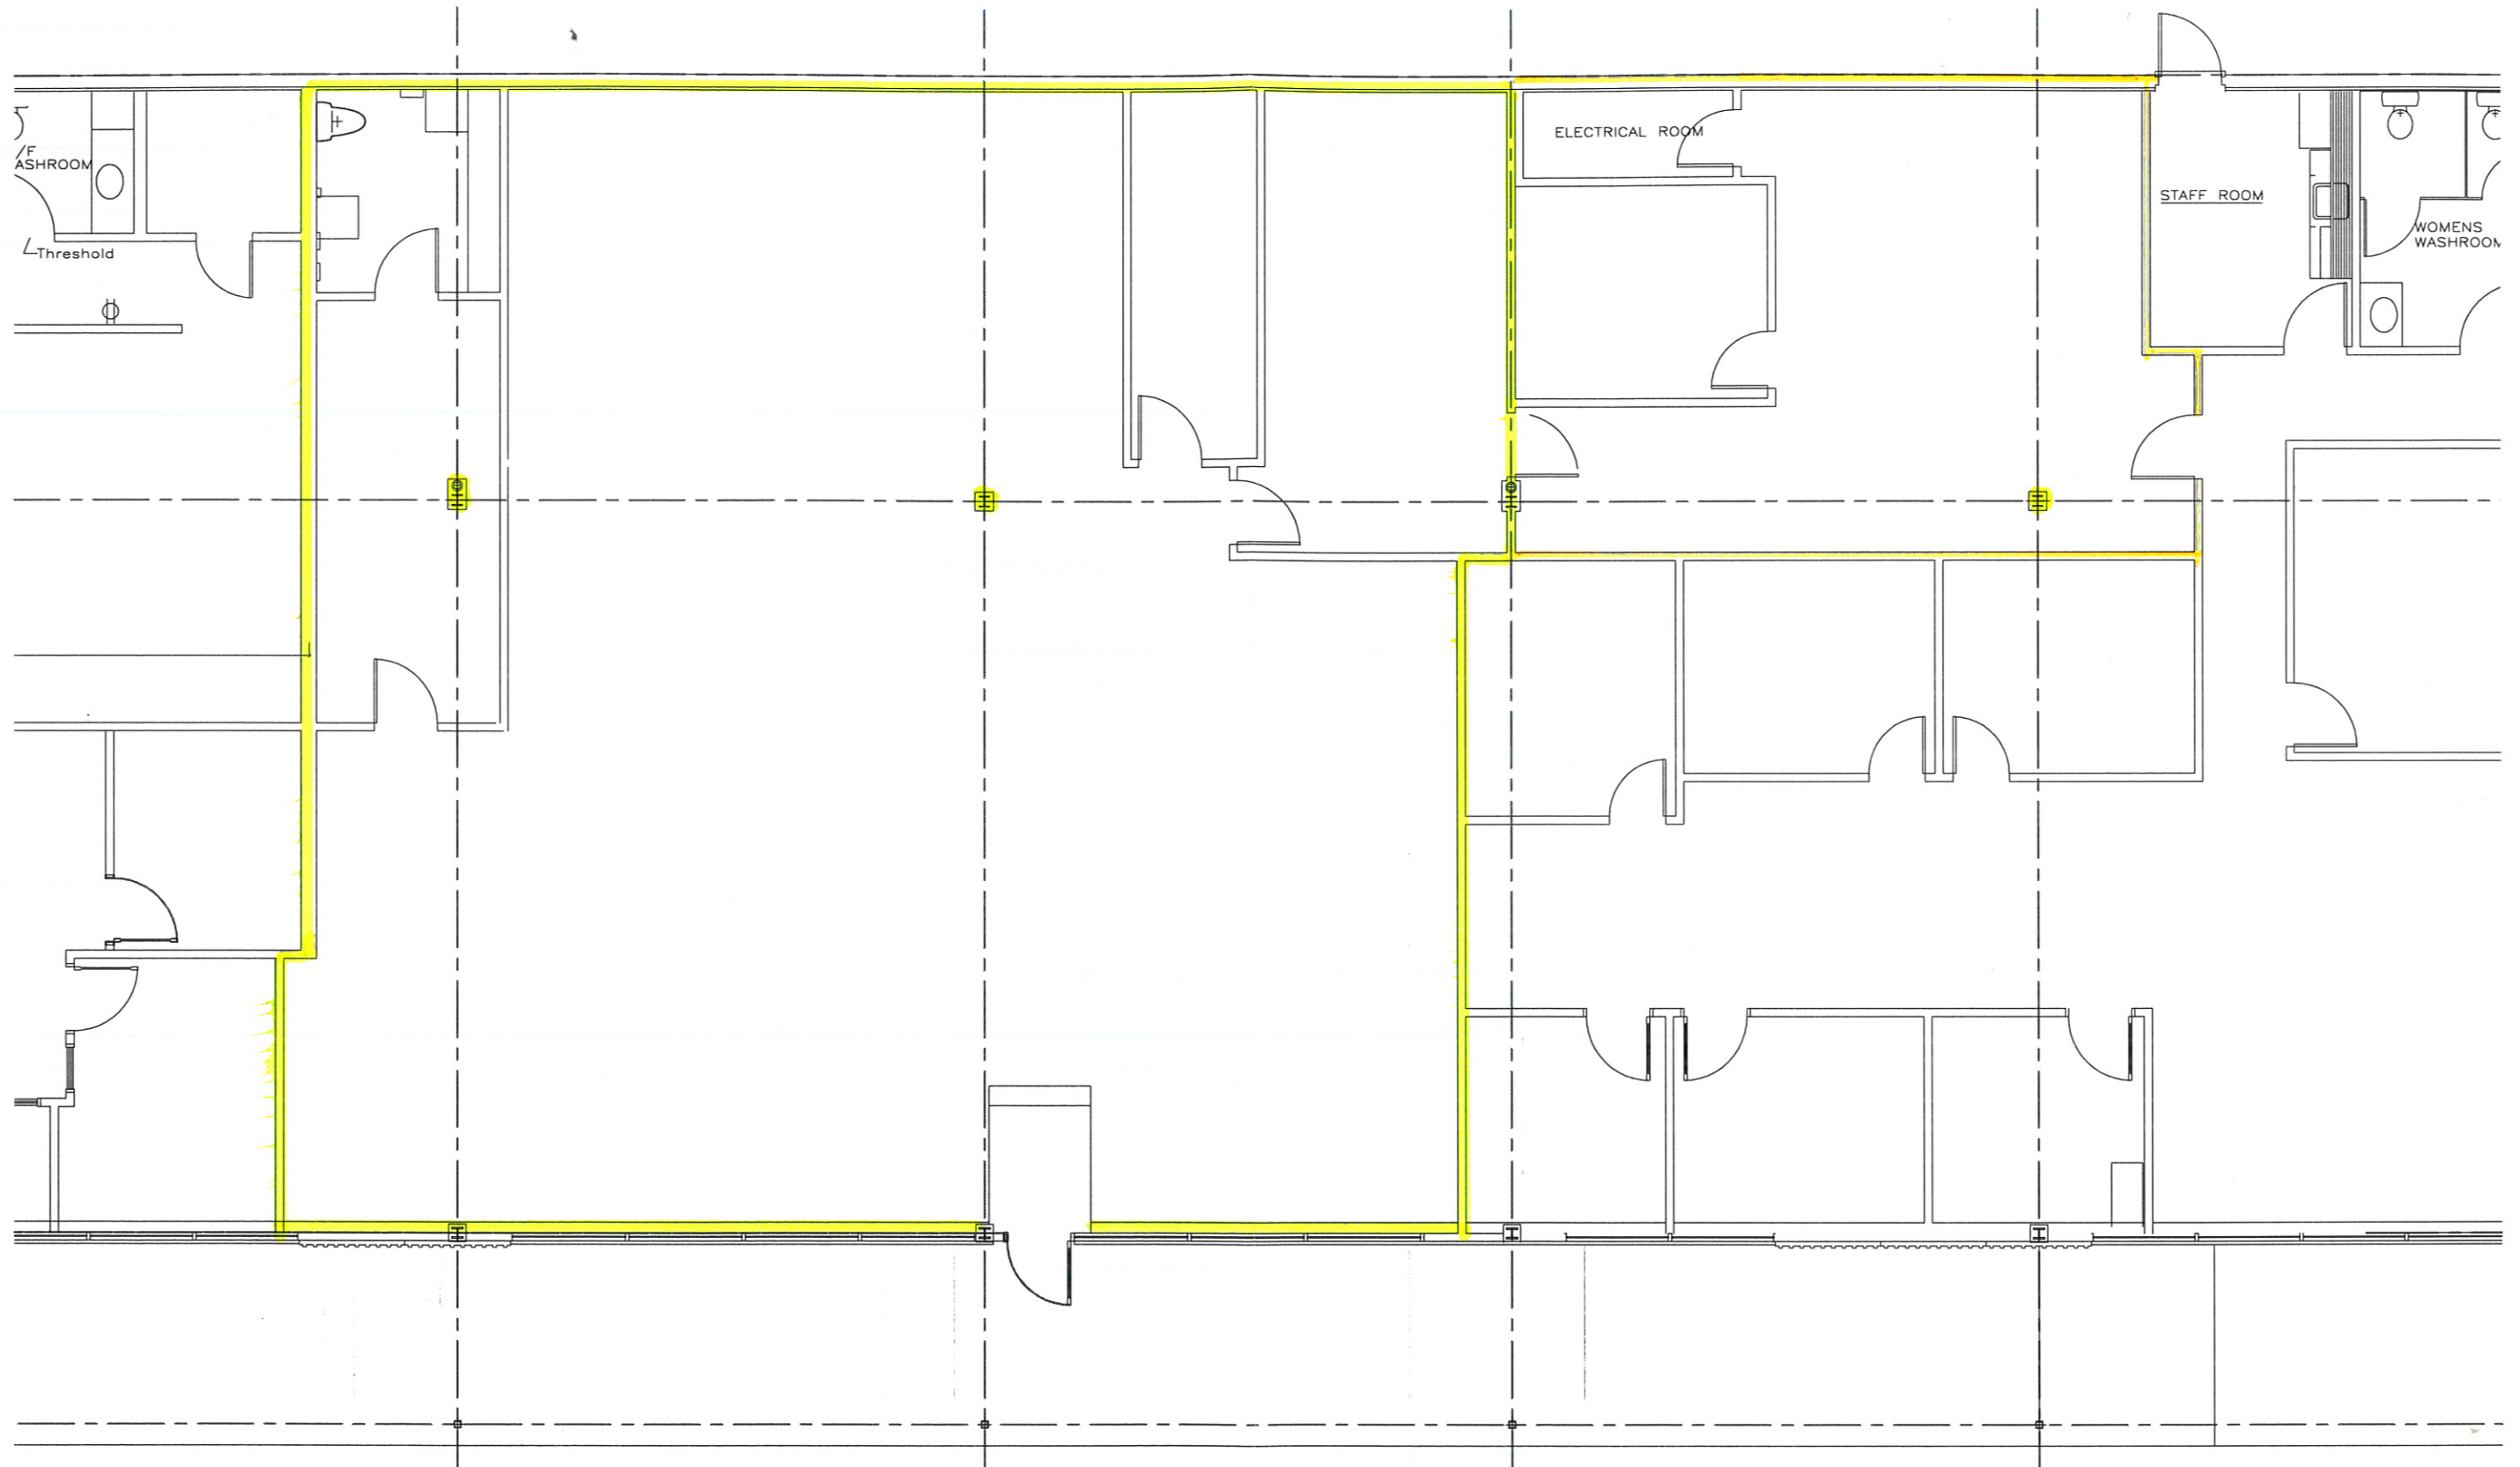 ELECTRICAL ROOM
/F
ASHROOM
STAFF ROOM
WOMENS
WASHROOM
Threshold